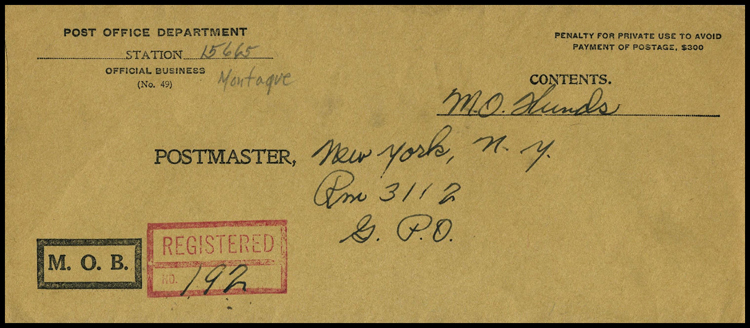 POST OFFICE DEPARTMENT
STATION 15665
OFFICIAL BUSINESS
(No. 49)
Montague
PENALTY FOR PRIVATE USE TO AVOID
PAYMENT OF POSTAGE, $300
CONTENTS.
M.O. Funds
POSTMASTER, New York, N. Y.
Rm 3112
G. P.O.
M. O. B.
REGISTERED
NO. 192